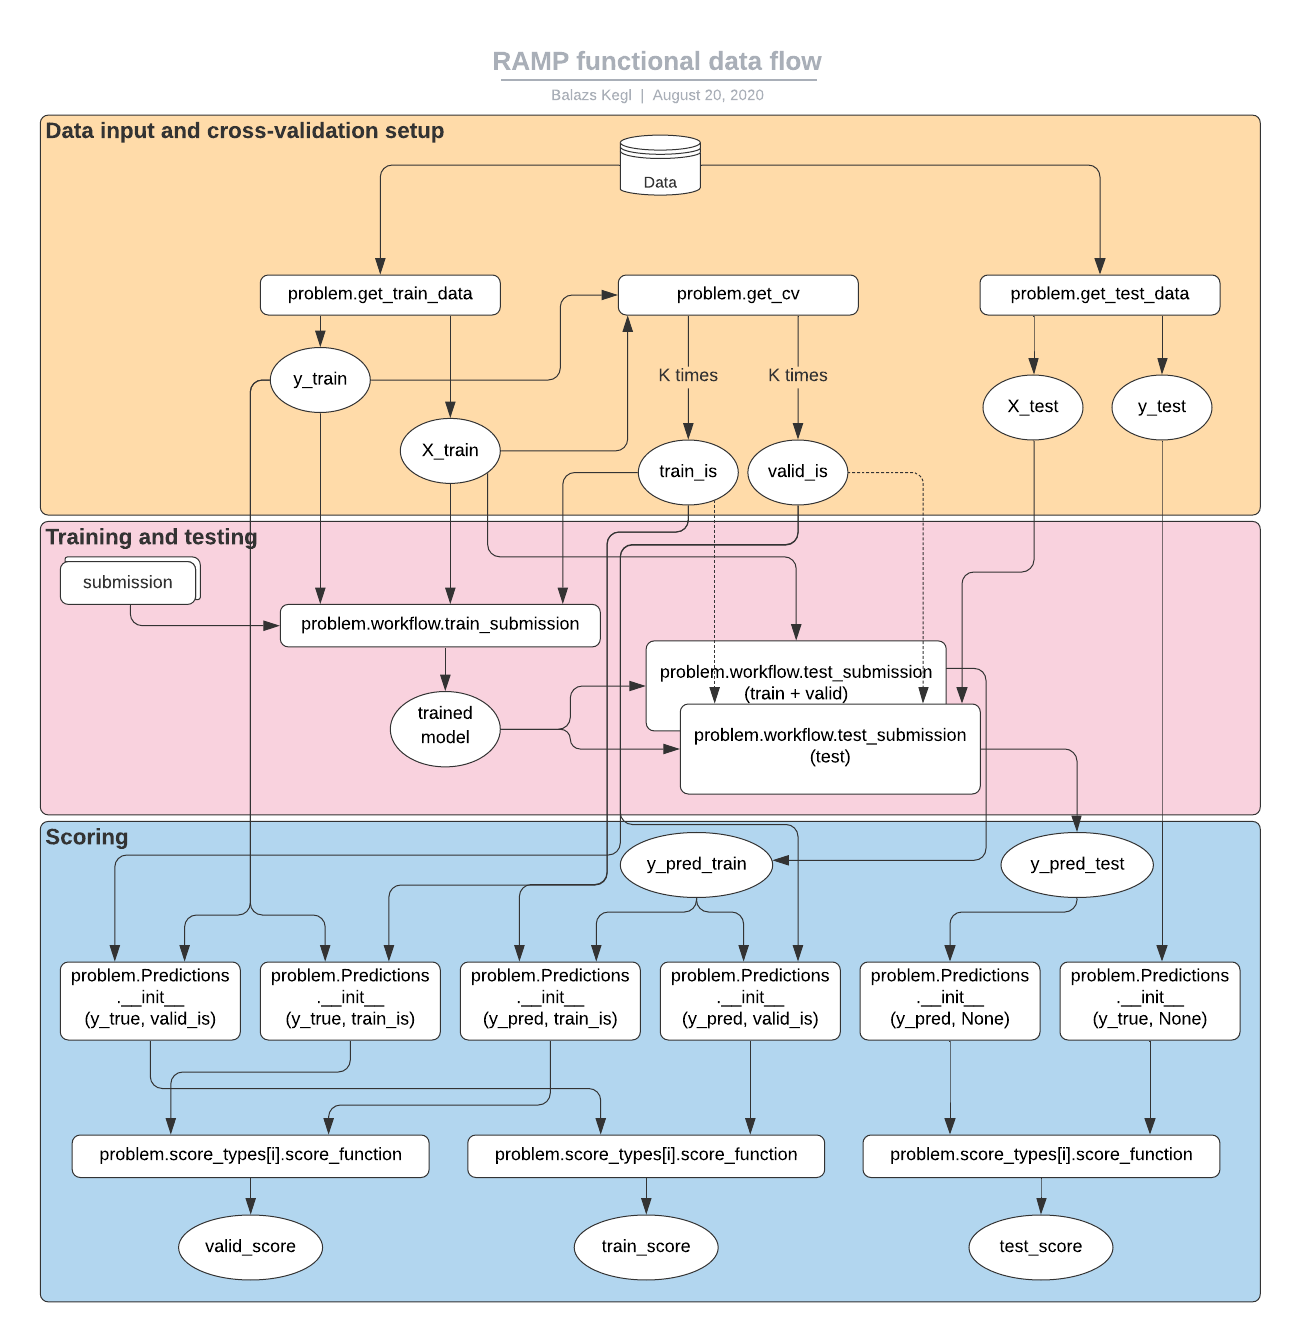 RAMP functional data flow
Balazs Kegl | August 20, 2020
Data input and cross-validation setup
Data
problem.get_train_data
problem.get_cv
problem.get_test_data
y_train
K times
K times
X_test
y_test
X_train
train_is
valid_is
Training and testing
submission
problem.workflow.train_submission
problem.workflow.test_submission
(train + valid)
trained
model
problem.workflow.test_submission
(test)
Scoring
y_pred_train
y_pred_test
problem.Predictions
.__init__
(y_true, valid_is)
problem.Predictions
.__init__
(y_true, train_is)
problem.Predictions
.__init__
(y_pred, train_is)
problem.Predictions
.__init__
(y_pred, valid_is)
problem.Predictions
.__init__
(y_pred, None)
problem.Predictions
.__init__
(y_true, None)
problem.score_types[i].score_function
problem.score_types[i].score_function
problem.score_types[i].score_function
valid_score
train_score
test_score